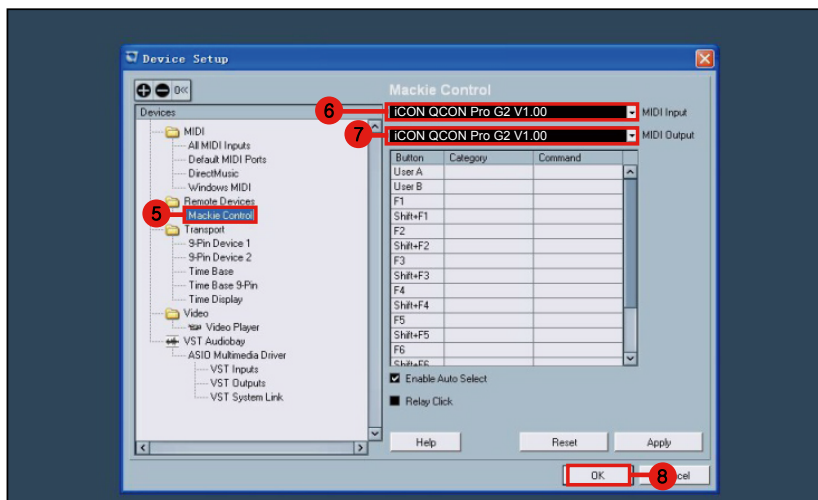 Device Setup
Devices
MIDI
All MIDI Inputs
Default MIDI Ports
DirectMusic
Windows MIDI
Remote Devices
5 Mackie Control
Transport
9-Pin Device 1
9-Pin Device 2
Time Base
Time Base 9-Pin
Time Display
Video
Video Player
VST Audiobay
ASIO Multimedia Driver
VST Inputs
VST Outputs
VST System Link
Mackie Control
6 iCON QCON Pro G2 V1.00 MIDI Input
7 iCON QCON Pro G2 V1.00 MIDI Output
Button Category Command
User A
User B
F1
Shift+F1
F2
Shift+F2
F3
Shift+F3
F4
Shift+F4
F5
Shift+F5
F6
Shift+F6
Enable Auto Select
Relay Click
Help Reset Apply
OK 8 cel